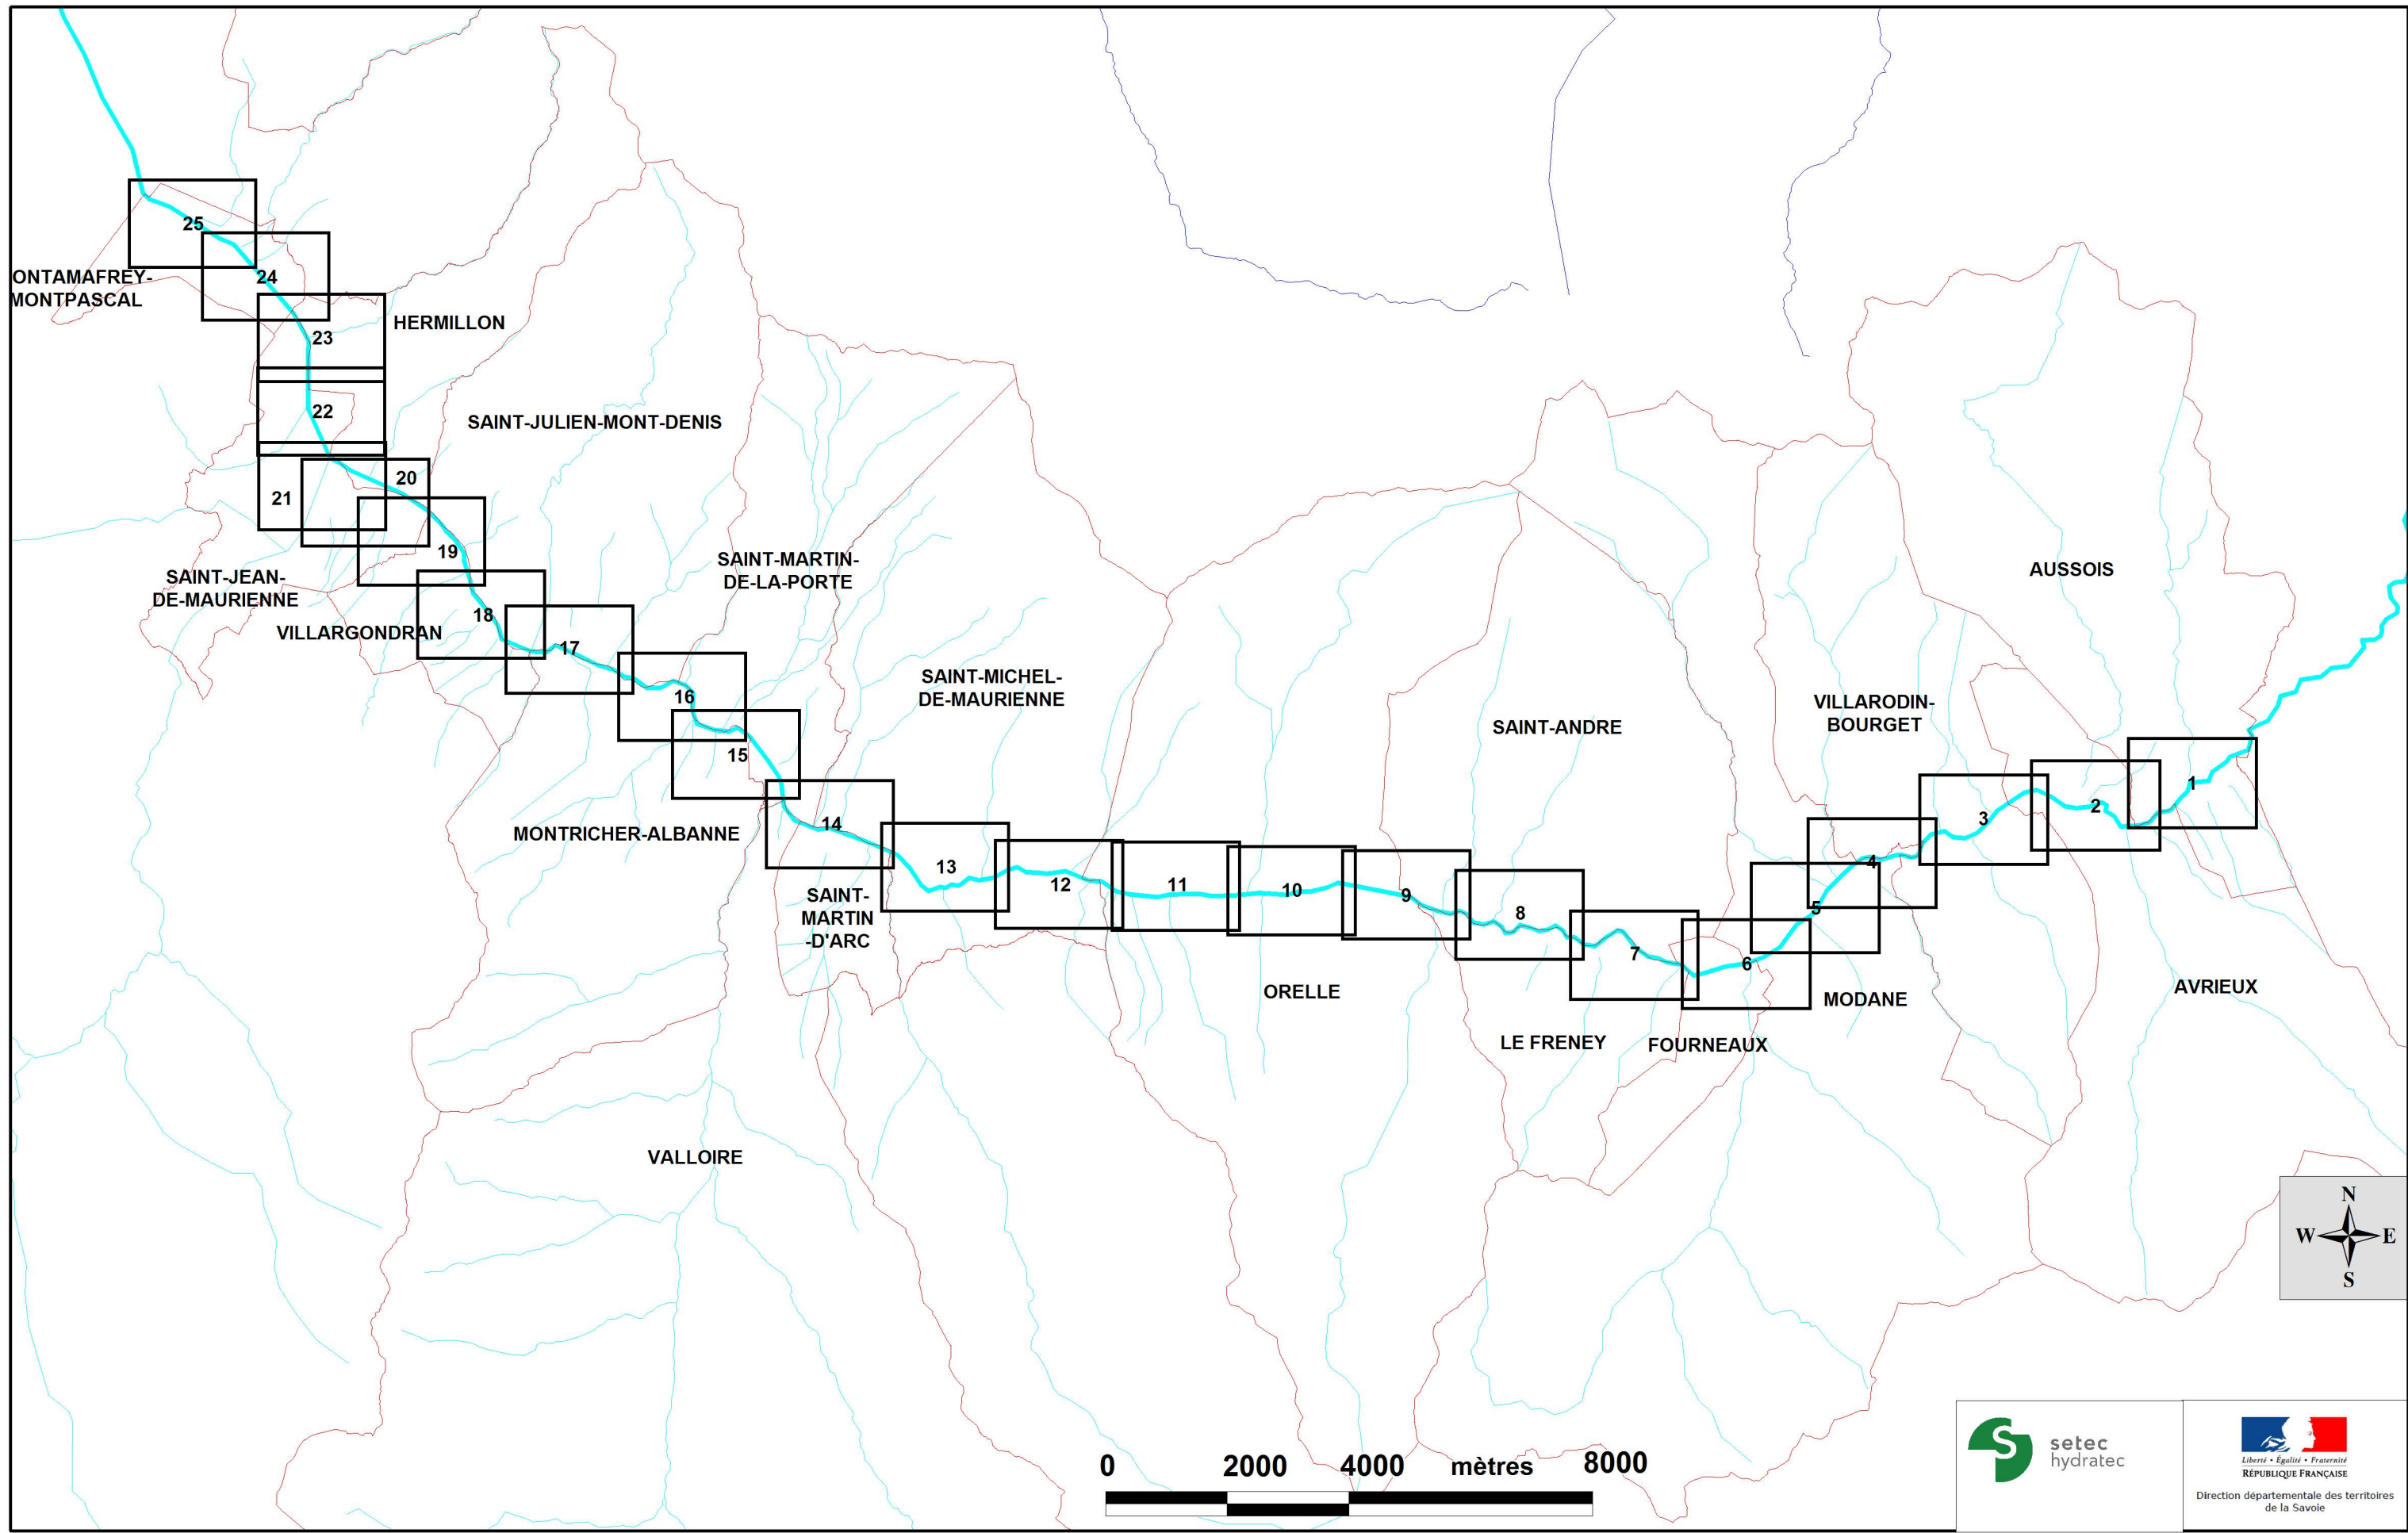 25
ONTAMAFREY-
MONTPASCAL
24
23
HERMILLON
22
SAINT-JULIEN-MONT-DENIS
20
21
19
SAINT-MARTIN-
DE-LA-PORTE
SAINT-JEAN-
DE-MAURIENNE
VILLARGONDRAN
18
17
16
15
SAINT-MICHEL-
DE-MAURIENNE
SAINT-ANDRE
VILLARODIN-
BOURGET
AUSSOIS
1
2
3
4
5
6
7
8
9
10
11
12
13
14
MONTRICHER-ALBANNE
SAINT-
MARTIN
-D'ARC
ORELLE
LE FRENEY
FOURNEAUX
MODANE
AVRIEUX
VALLOIRE
N
W E
S
0 2000 4000 mètres 8000
setec
hydratec
Liberté • Égalité • Fraternité
RÉPUBLIQUE FRANÇAISE
Direction départementale des territoires
de la Savoie